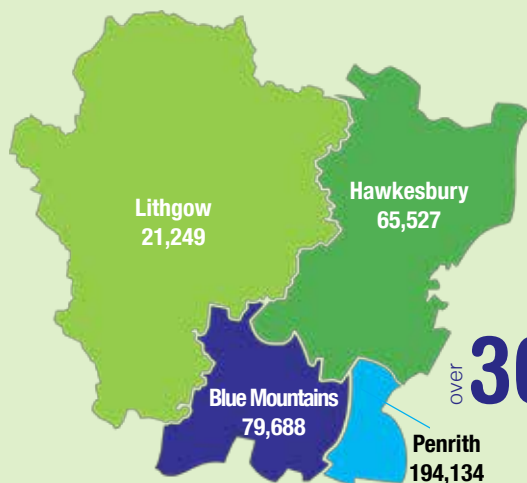 Lithgow
21,249
Hawkesbury
65,527
Blue Mountains
79,688
over
Penrith
194,134